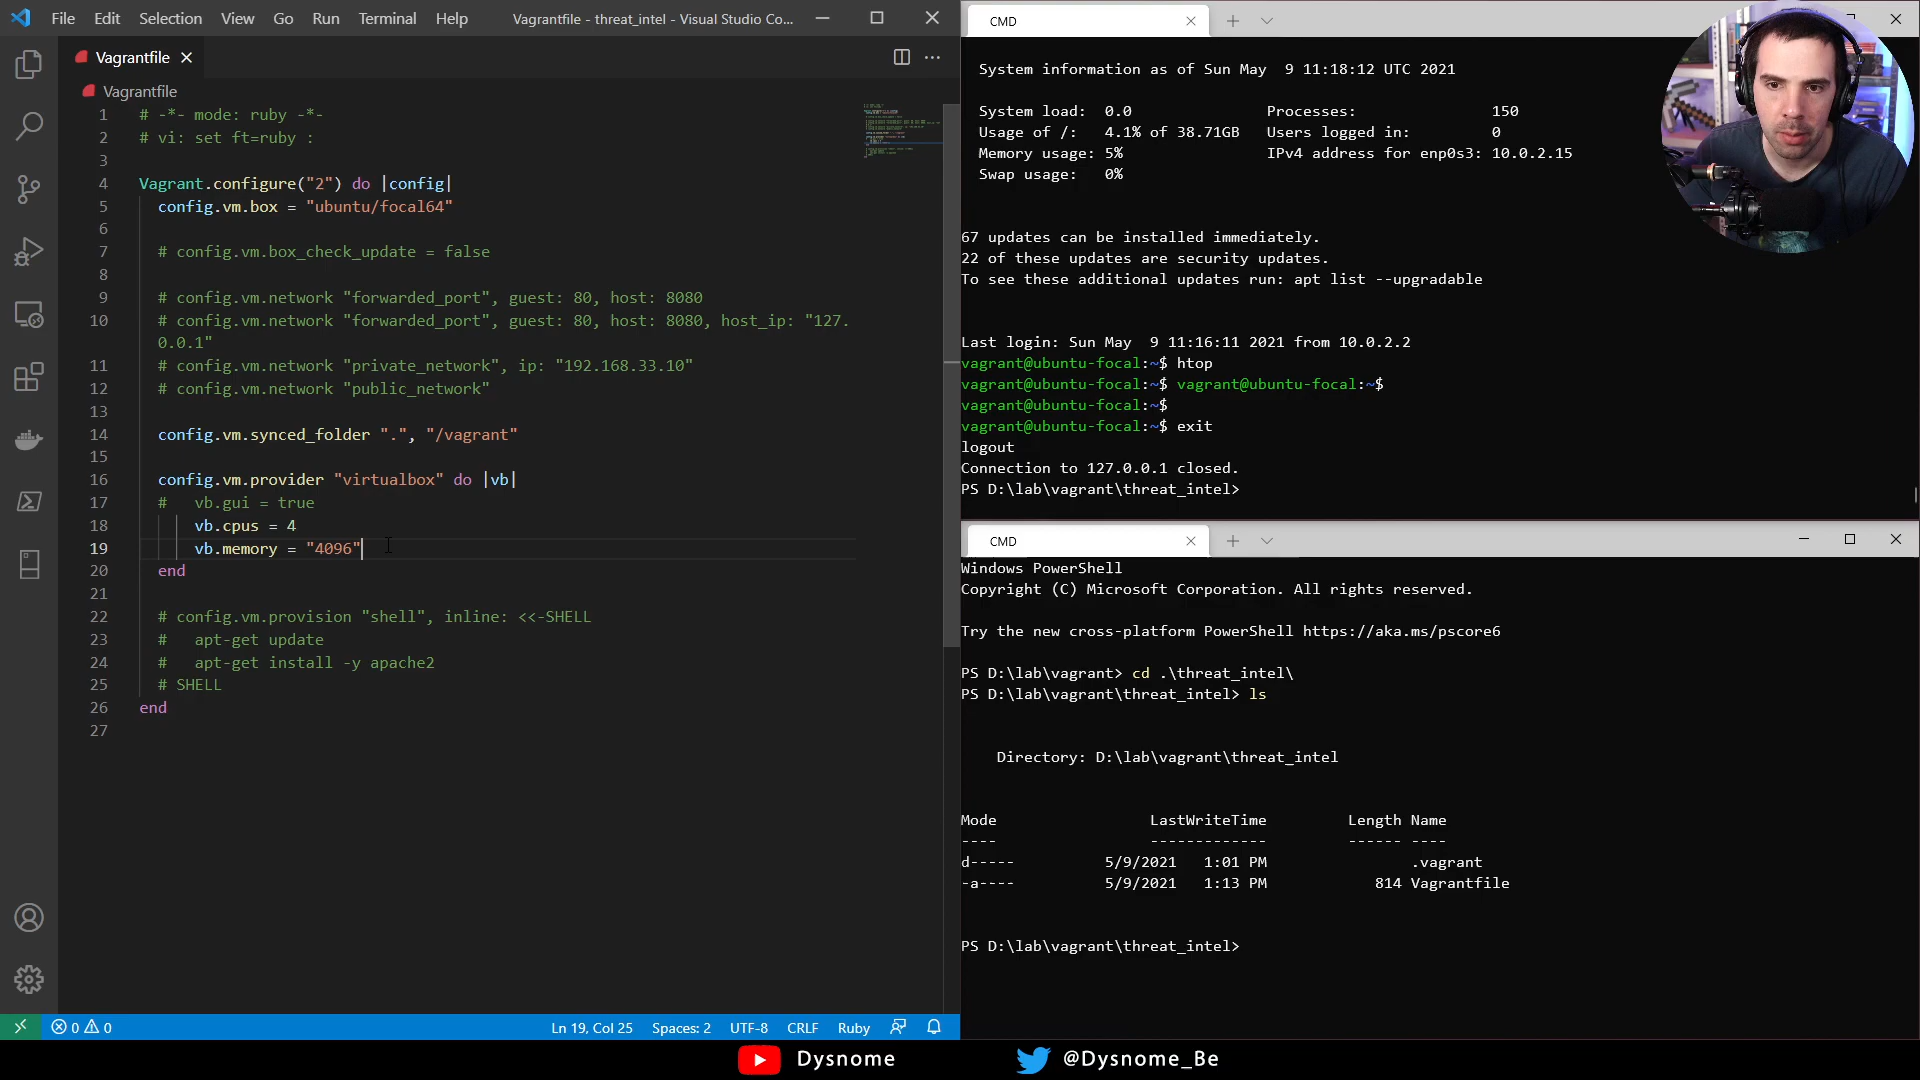 File Edit Selection View Go Run Terminal Help Vagrantfile - threat_intel - Visual Studio Co...
Vagrantfile
Vagrantfile
1 # -*- mode: ruby -*-
2 # vi: set ft=ruby :
3
4 Vagrant.configure("2") do |config|
5 config.vm.box = "ubuntu/focal64"
6
7 # config.vm.box_check_update = false
8
9 # config.vm.network "forwarded_port", guest: 80, host: 8080
10 # config.vm.network "forwarded_port", guest: 80, host: 8080, host_ip: "127.
0.0.1"
11 # config.vm.network "private_network", ip: "192.168.33.10"
12 # config.vm.network "public_network"
13
14 config.vm.synced_folder ".", "/vagrant"
15
16 config.vm.provider "virtualbox" do |vb|
17 # vb.gui = true
18 vb.cpus = 4
19 vb.memory = "4096"
20 end
21
22 # config.vm.provision "shell", inline: <<-SHELL
23 # apt-get update
24 # apt-get install -y apache2
25 # SHELL
26 end
27
0 0 Ln 19, Col 25 Spaces: 2 UTF-8 CRLF Ruby
CMD
System information as of Sun May 9 11:18:12 UTC 2021
System load: 0.0 Processes: 150
Usage of /: 4.1% of 38.71GB Users logged in: 0
Memory usage: 5% IPv4 address for enp0s3: 10.0.2.15
Swap usage: 0%
67 updates can be installed immediately.
22 of these updates are security updates.
To see these additional updates run: apt list --upgradable
Last login: Sun May 9 11:16:11 2021 from 10.0.2.2
vagrant@ubuntu-focal:~$ htop
vagrant@ubuntu-focal:~$ vagrant@ubuntu-focal:~$
vagrant@ubuntu-focal:~$
vagrant@ubuntu-focal:~$ exit
logout
Connection to 127.0.0.1 closed.
PS D:\lab\vagrant\threat_intel>
CMD
Windows PowerShell
Copyright (C) Microsoft Corporation. All rights reserved.
Try the new cross-platform PowerShell https://aka.ms/pscore6
PS D:\lab\vagrant> cd .\threat_intel\
PS D:\lab\vagrant\threat_intel> ls
Directory: D:\lab\vagrant\threat_intel
Mode LastWriteTime Length Name
---- ------------- ------ ----
d----- 5/9/2021 1:01 PM .vagrant
-a---- 5/9/2021 1:13 PM 814 Vagrantfile
PS D:\lab\vagrant\threat_intel>
Dysnome @Dysnome_Be